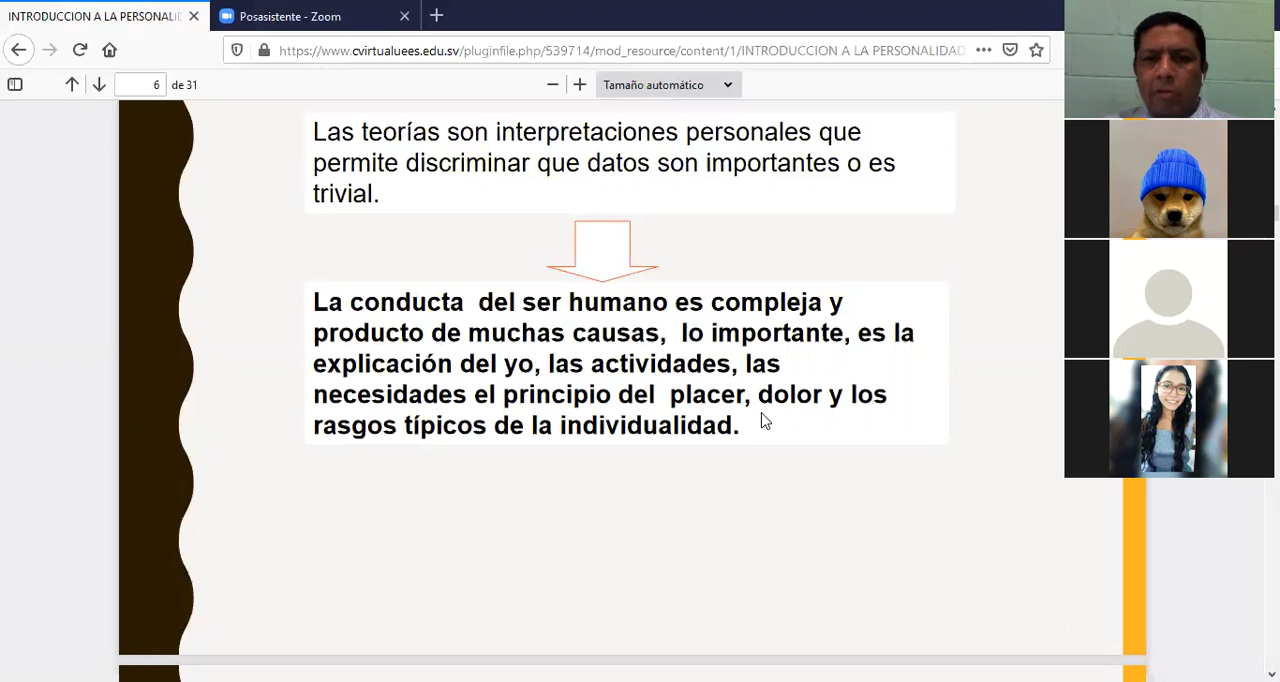 INTRODUCCION A LA PERSONALI
Posasistente - Zoom
https://www.cvirtualuees.edu.sv/pluginfile.php/539714/mod_resource/content/1/INTRODUCCION A LA PERSONALIDAD
6 de 31
Tamaño automático
Las teorías son interpretaciones personales que
permite discriminar que datos son importantes o es
trivial.
La conducta del ser humano es compleja y
producto de muchas causas, lo importante, es la
explicación del yo, las actividades, las
necesidades el principio del placer, dolor y los
rasgos típicos de la individualidad.